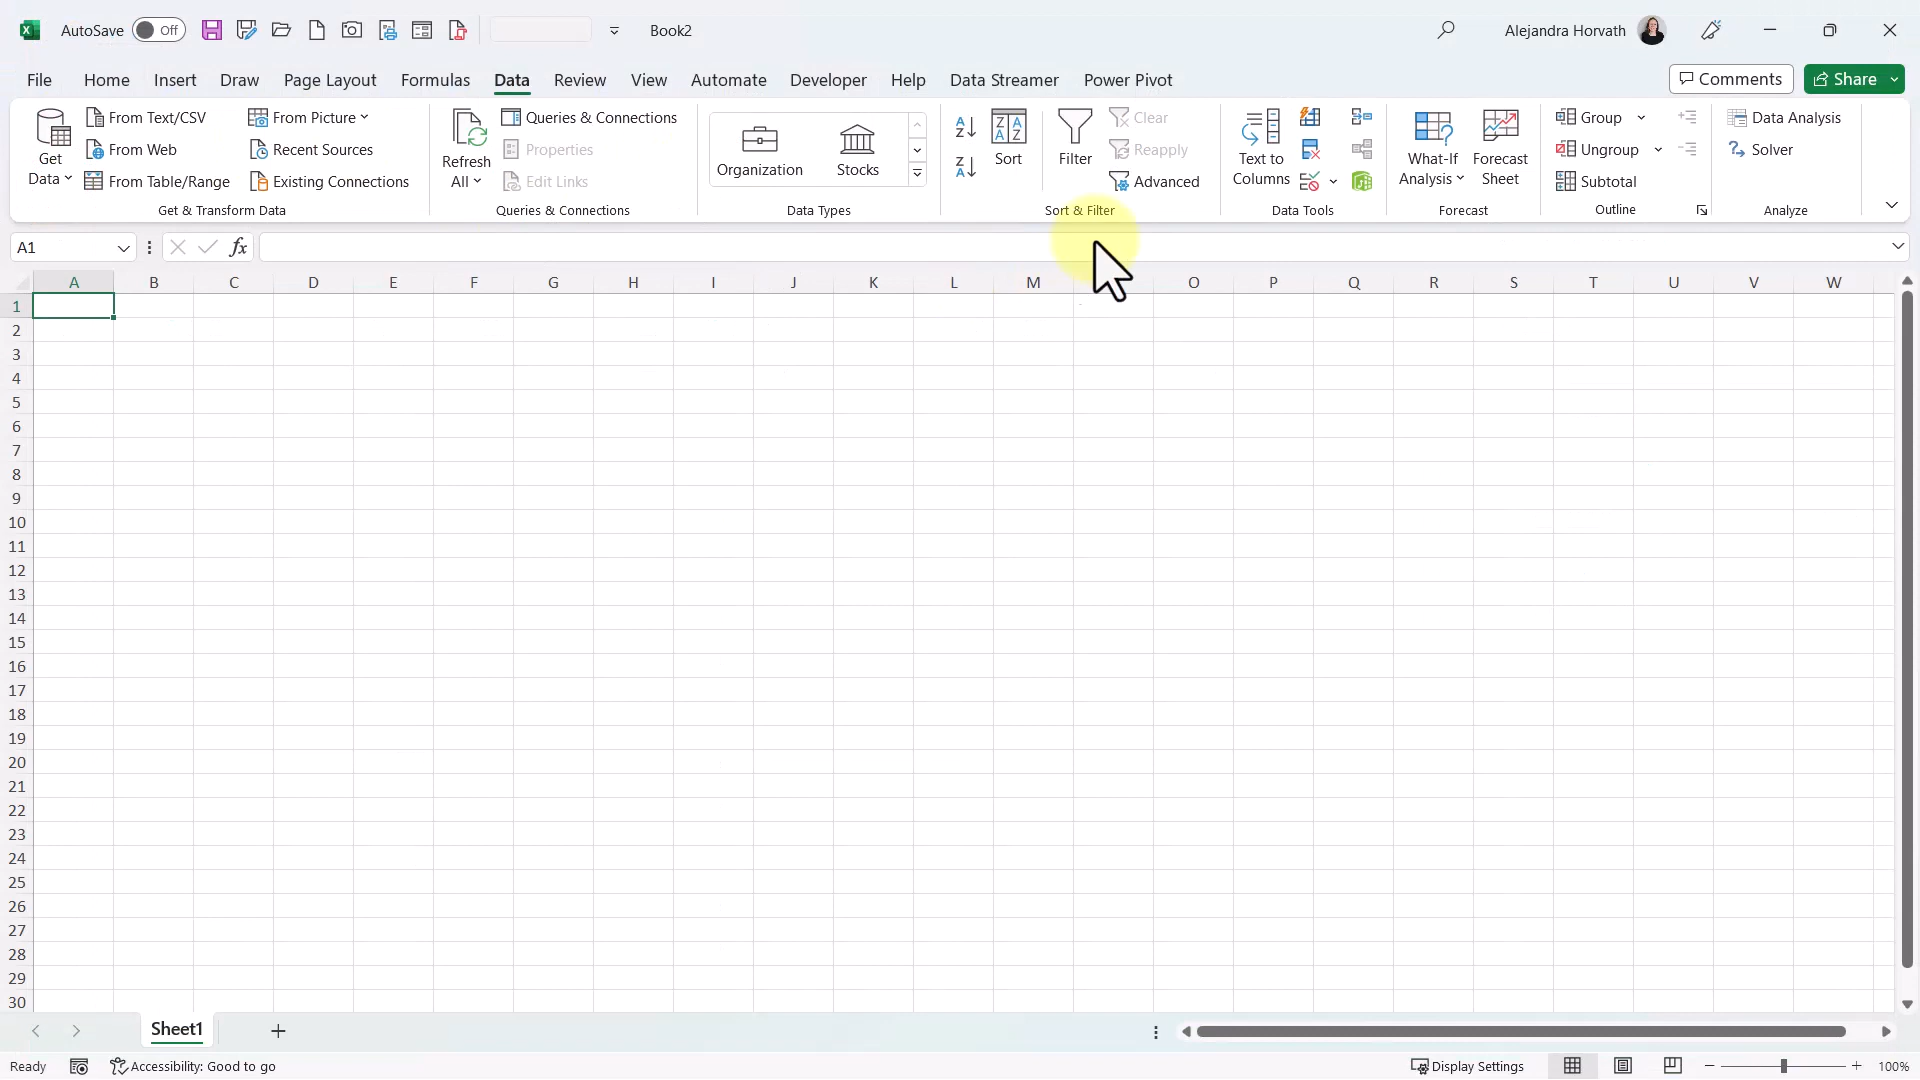 AutoSave Off Book2 Alejandra Horvath
File Home Insert Draw Page Layout Formulas Data Review View Automate Developer Help Data Streamer Power Pivot Comments Share
Get Data
From Text/CSV
From Web
From Table/Range
From Picture
Recent Sources
Existing Connections
Get & Transform Data
Refresh All
Queries & Connections
Properties
Edit Links
Queries & Connections
Organization
Stocks
Data Types
Sort
Filter
Clear
Reapply
Advanced
Sort & Filter
Text to Columns
Data Tools
What-If Analysis
Forecast Sheet
Forecast
Group
Ungroup
Subtotal
Outline
Data Analysis
Solver
Analyze
A1 fx
A B C D E F G H I J K L M O P Q R S T U V W
1
2
3
4
5
6
7
8
9
10
11
12
13
14
15
16
17
18
19
20
21
22
23
24
25
26
27
28
29
30
Sheet1
Ready Accessibility: Good to go Display Settings 100%